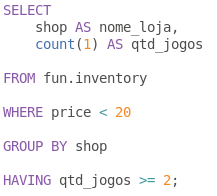 SELECT
    shop AS nome_loja,
    count(1) AS qtd_jogos
FROM fun.inventory
WHERE price < 20
GROUP BY shop
HAVING qtd_jogos >= 2;